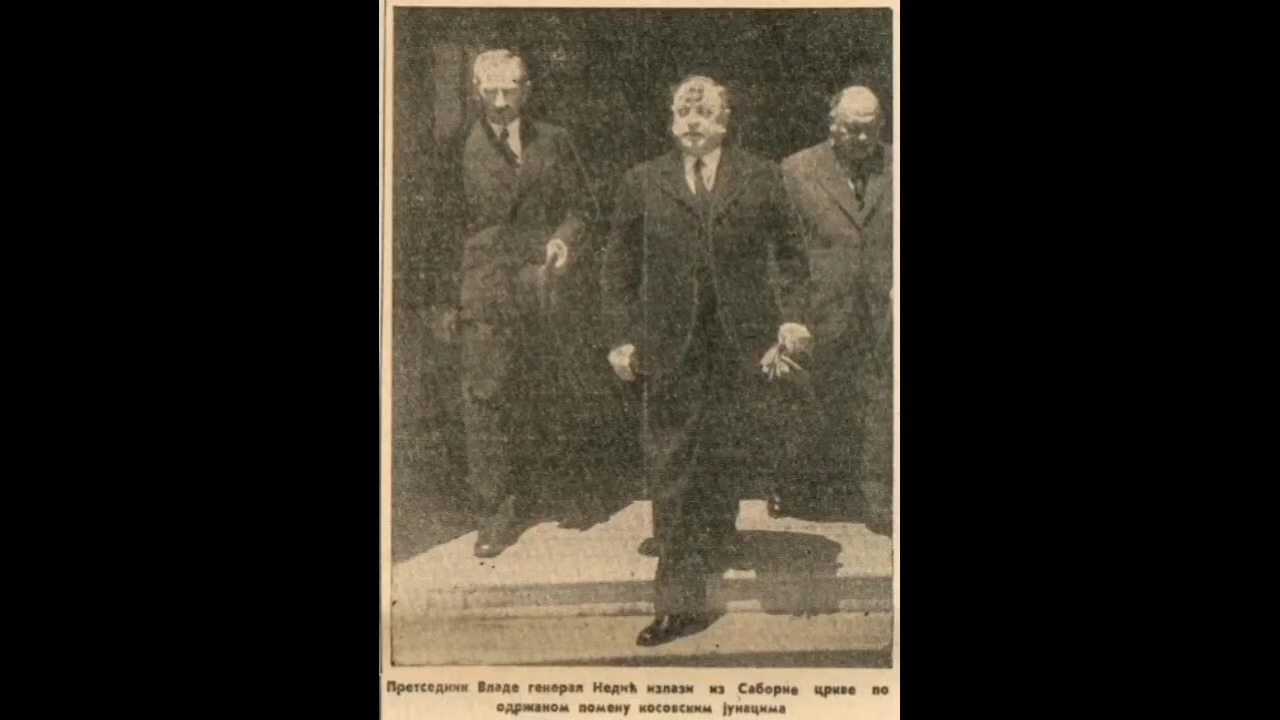 Претседник Владе генерал Недић излази из Саборне цркве по
одржаном помену косовским јунацима